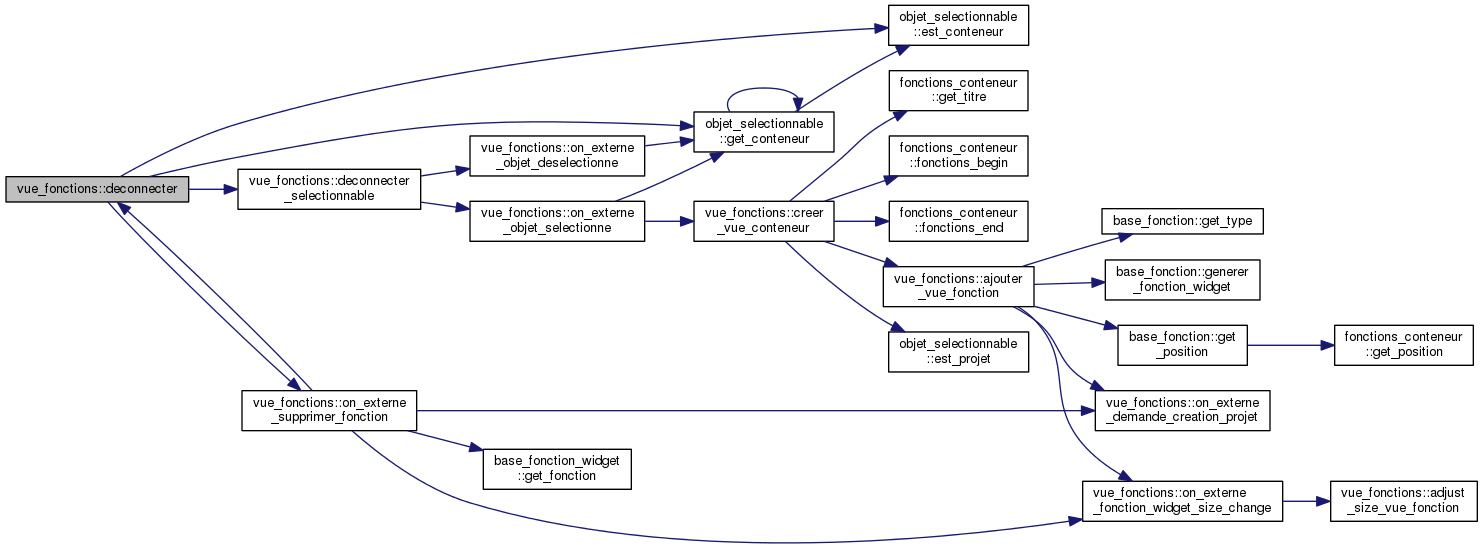 vue_fonctions::deconnecter
vue_fonctions::deconnecter
_selectionnable
vue_fonctions::on_externe
_supprimer_fonction
vue_fonctions::on_externe
_objet_deselectionne
vue_fonctions::on_externe
_objet_selectionne
base_fonction_widget
::get_fonction
objet_selectionnable
::get_conteneur
vue_fonctions::creer
_vue_conteneur
objet_selectionnable
::est_conteneur
fonctions_conteneur
::get_titre
fonctions_conteneur
::fonctions_begin
fonctions_conteneur
::fonctions_end
vue_fonctions::ajouter
_vue_fonction
objet_selectionnable
::est_projet
base_fonction::get_type
base_fonction::generer
_fonction_widget
base_fonction::get
_position
vue_fonctions::on_externe
_demande_creation_projet
vue_fonctions::on_externe
_fonction_widget_size_change
fonctions_conteneur
::get_position
vue_fonctions::adjust
_size_vue_fonction